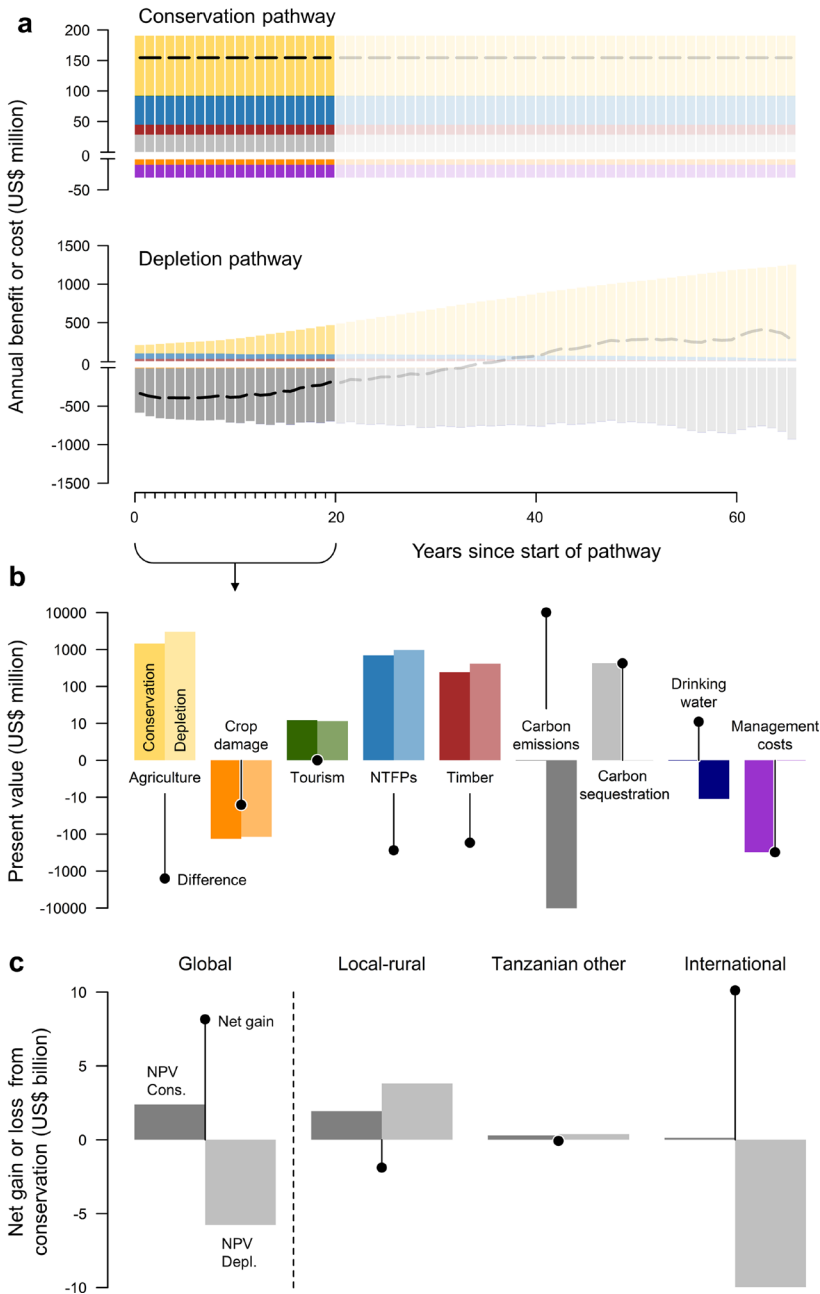 a
Conservation pathway
200
150
100
50
0
-50
Annual benefit or cost (US$ million)
Depletion pathway
1500
1000
500
0
-500
-1000
-1500
0
20
40
60
Years since start of pathway
b
Present value (US$ million)
10000
1000
100
10
0
-10
-100
-1000
-10000
Conservation
Depletion
Agriculture
Difference
Crop
damage
Tourism
NTFPs
Timber
Carbon
emissions
Carbon
sequestration
Drinking
water
Management
costs
c
Global
Local-rural
Tanzanian other
International
Net gain or loss from
conservation (US$ billion)
10
5
0
-5
-10
Net gain
NPV
Cons.
NPV
Depl.